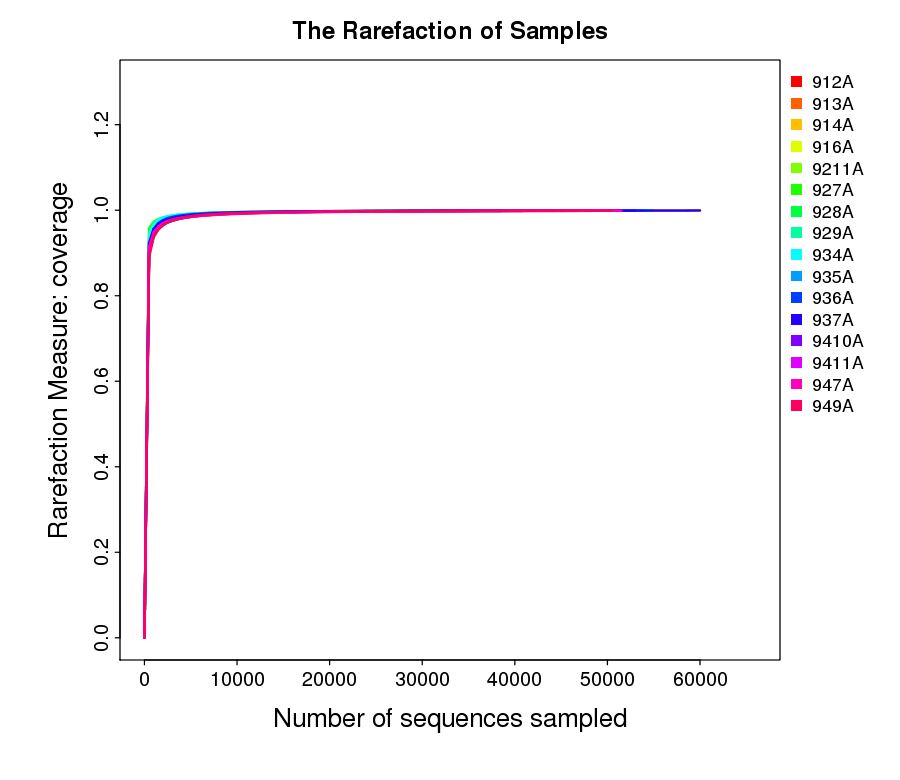 The Rarefaction of Samples
Rarefaction Measure: coverage
1.2
1.0
0.8
0.6
0.4
0.2
0.0
0 10000 20000 30000 40000 50000 60000
Number of sequences sampled
912A
913A
914A
916A
9211A
927A
928A
929A
934A
935A
936A
937A
9410A
9411A
947A
949A